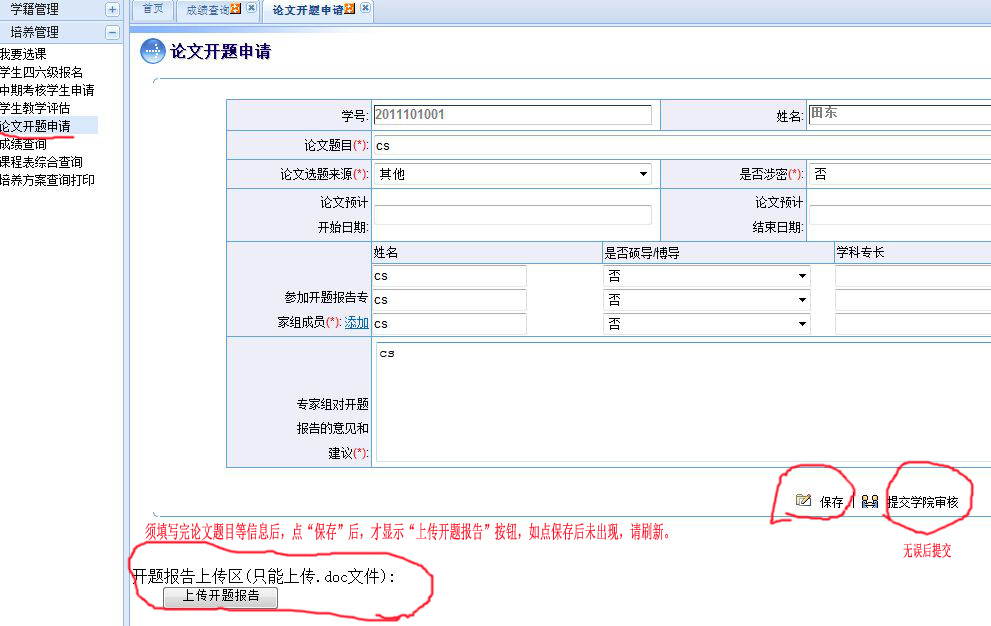 学籍管理
培养管理
我要选课
学生四六级报名
中期考核学生申请
学生教学评估
论文开题申请
成绩查询
课程表综合查询
培养方案查询打印
首页 成绩查询 论文开题申请
论文开题申请
学号: 2011101001 姓名: 田东
论文题目(*): cs
论文选题来源(*): 其他 是否涉密(*): 否
论文预计 论文预计
开始日期: 结束日期:
姓名 是否硕导/博导 学科专长
cs 否
参加开题报告专 cs 否
家组成员(*): 添加 cs 否
cs
专家组对开题
报告的意见和
建议(*):
保存 提交学院审核
须填写完论文题目等信息后，点“保存”后，才显示“上传开题报告”按钮，如点保存后未出现，请刷新。
无误后提交
开题报告上传区(只能上传.doc文件):
上传开题报告